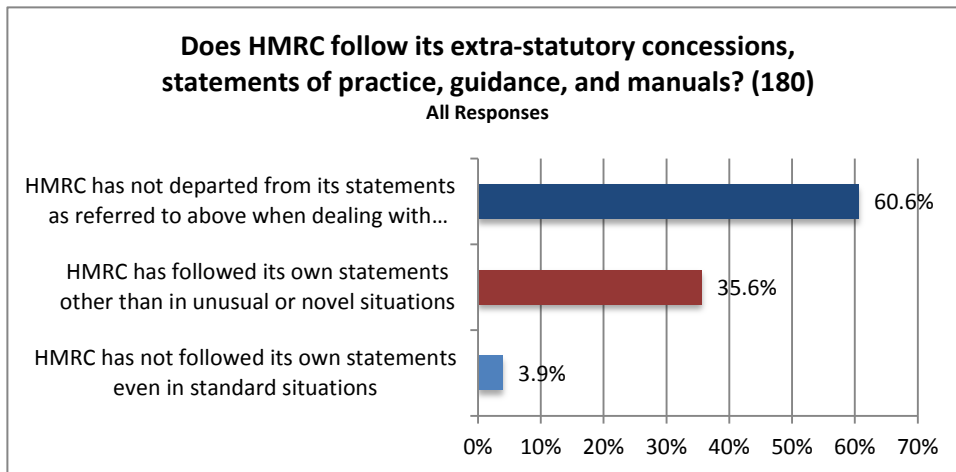 Does HMRC follow its extra-statutory concessions,
statements of practice, guidance, and manuals? (180)
All Responses
HMRC has not departed from its statements
as referred to above when dealing with…
60.6%
HMRC has followed its own statements
other than in unusual or novel situations
35.6%
HMRC has not followed its own statements
even in standard situations
3.9%
0% 10% 20% 30% 40% 50% 60% 70%